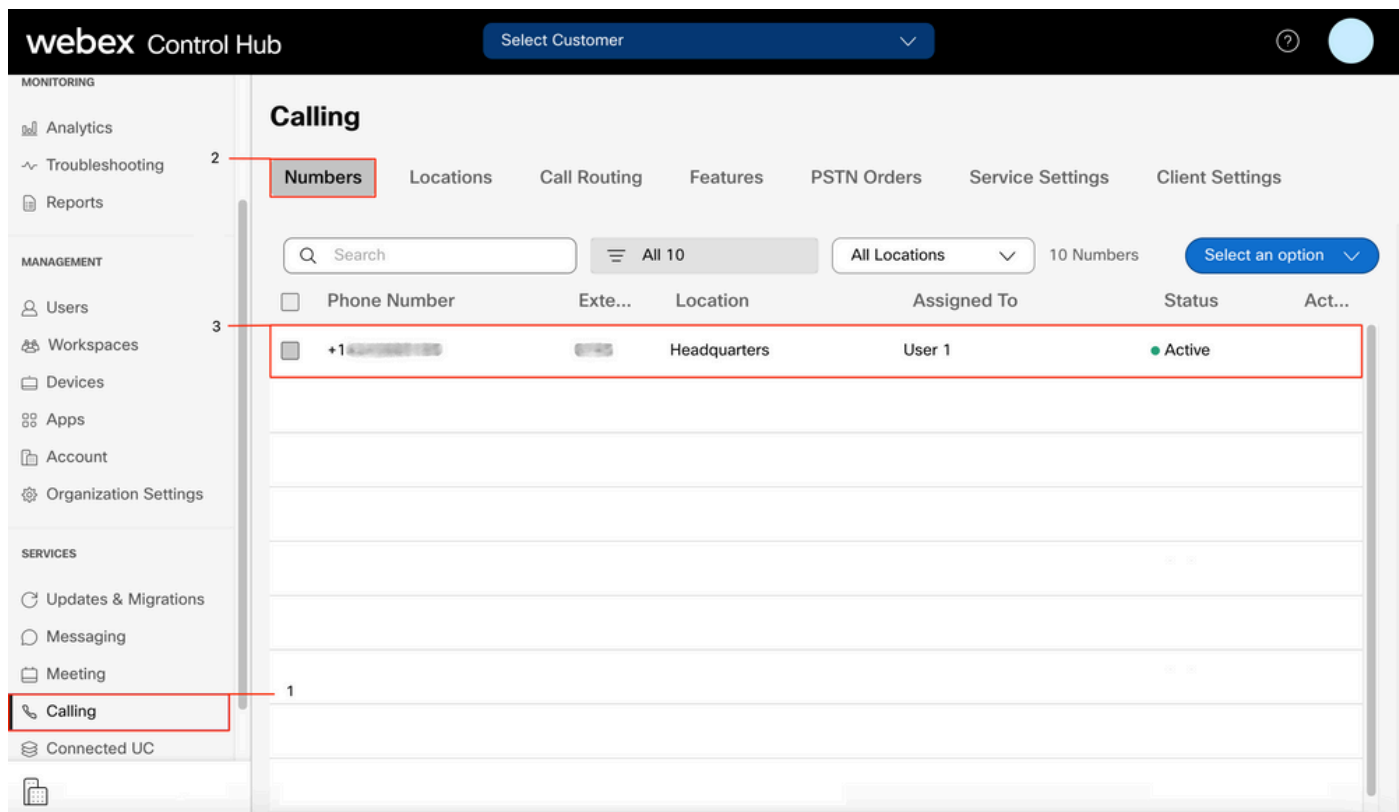 webex Control Hub
Select Customer
MONITORING
Analytics
Troubleshooting
Reports
MANAGEMENT
Users
Workspaces
Devices
Apps
Account
Organization Settings
SERVICES
Updates & Migrations
Messaging
Meeting
Calling
Connected UC
1
2
3
Calling
Numbers Locations Call Routing Features PSTN Orders Service Settings Client Settings
Search All 10 All Locations 10 Numbers Select an option
Phone Number Exte... Location Assigned To Status Act...
+1 Headquarters User 1 Active